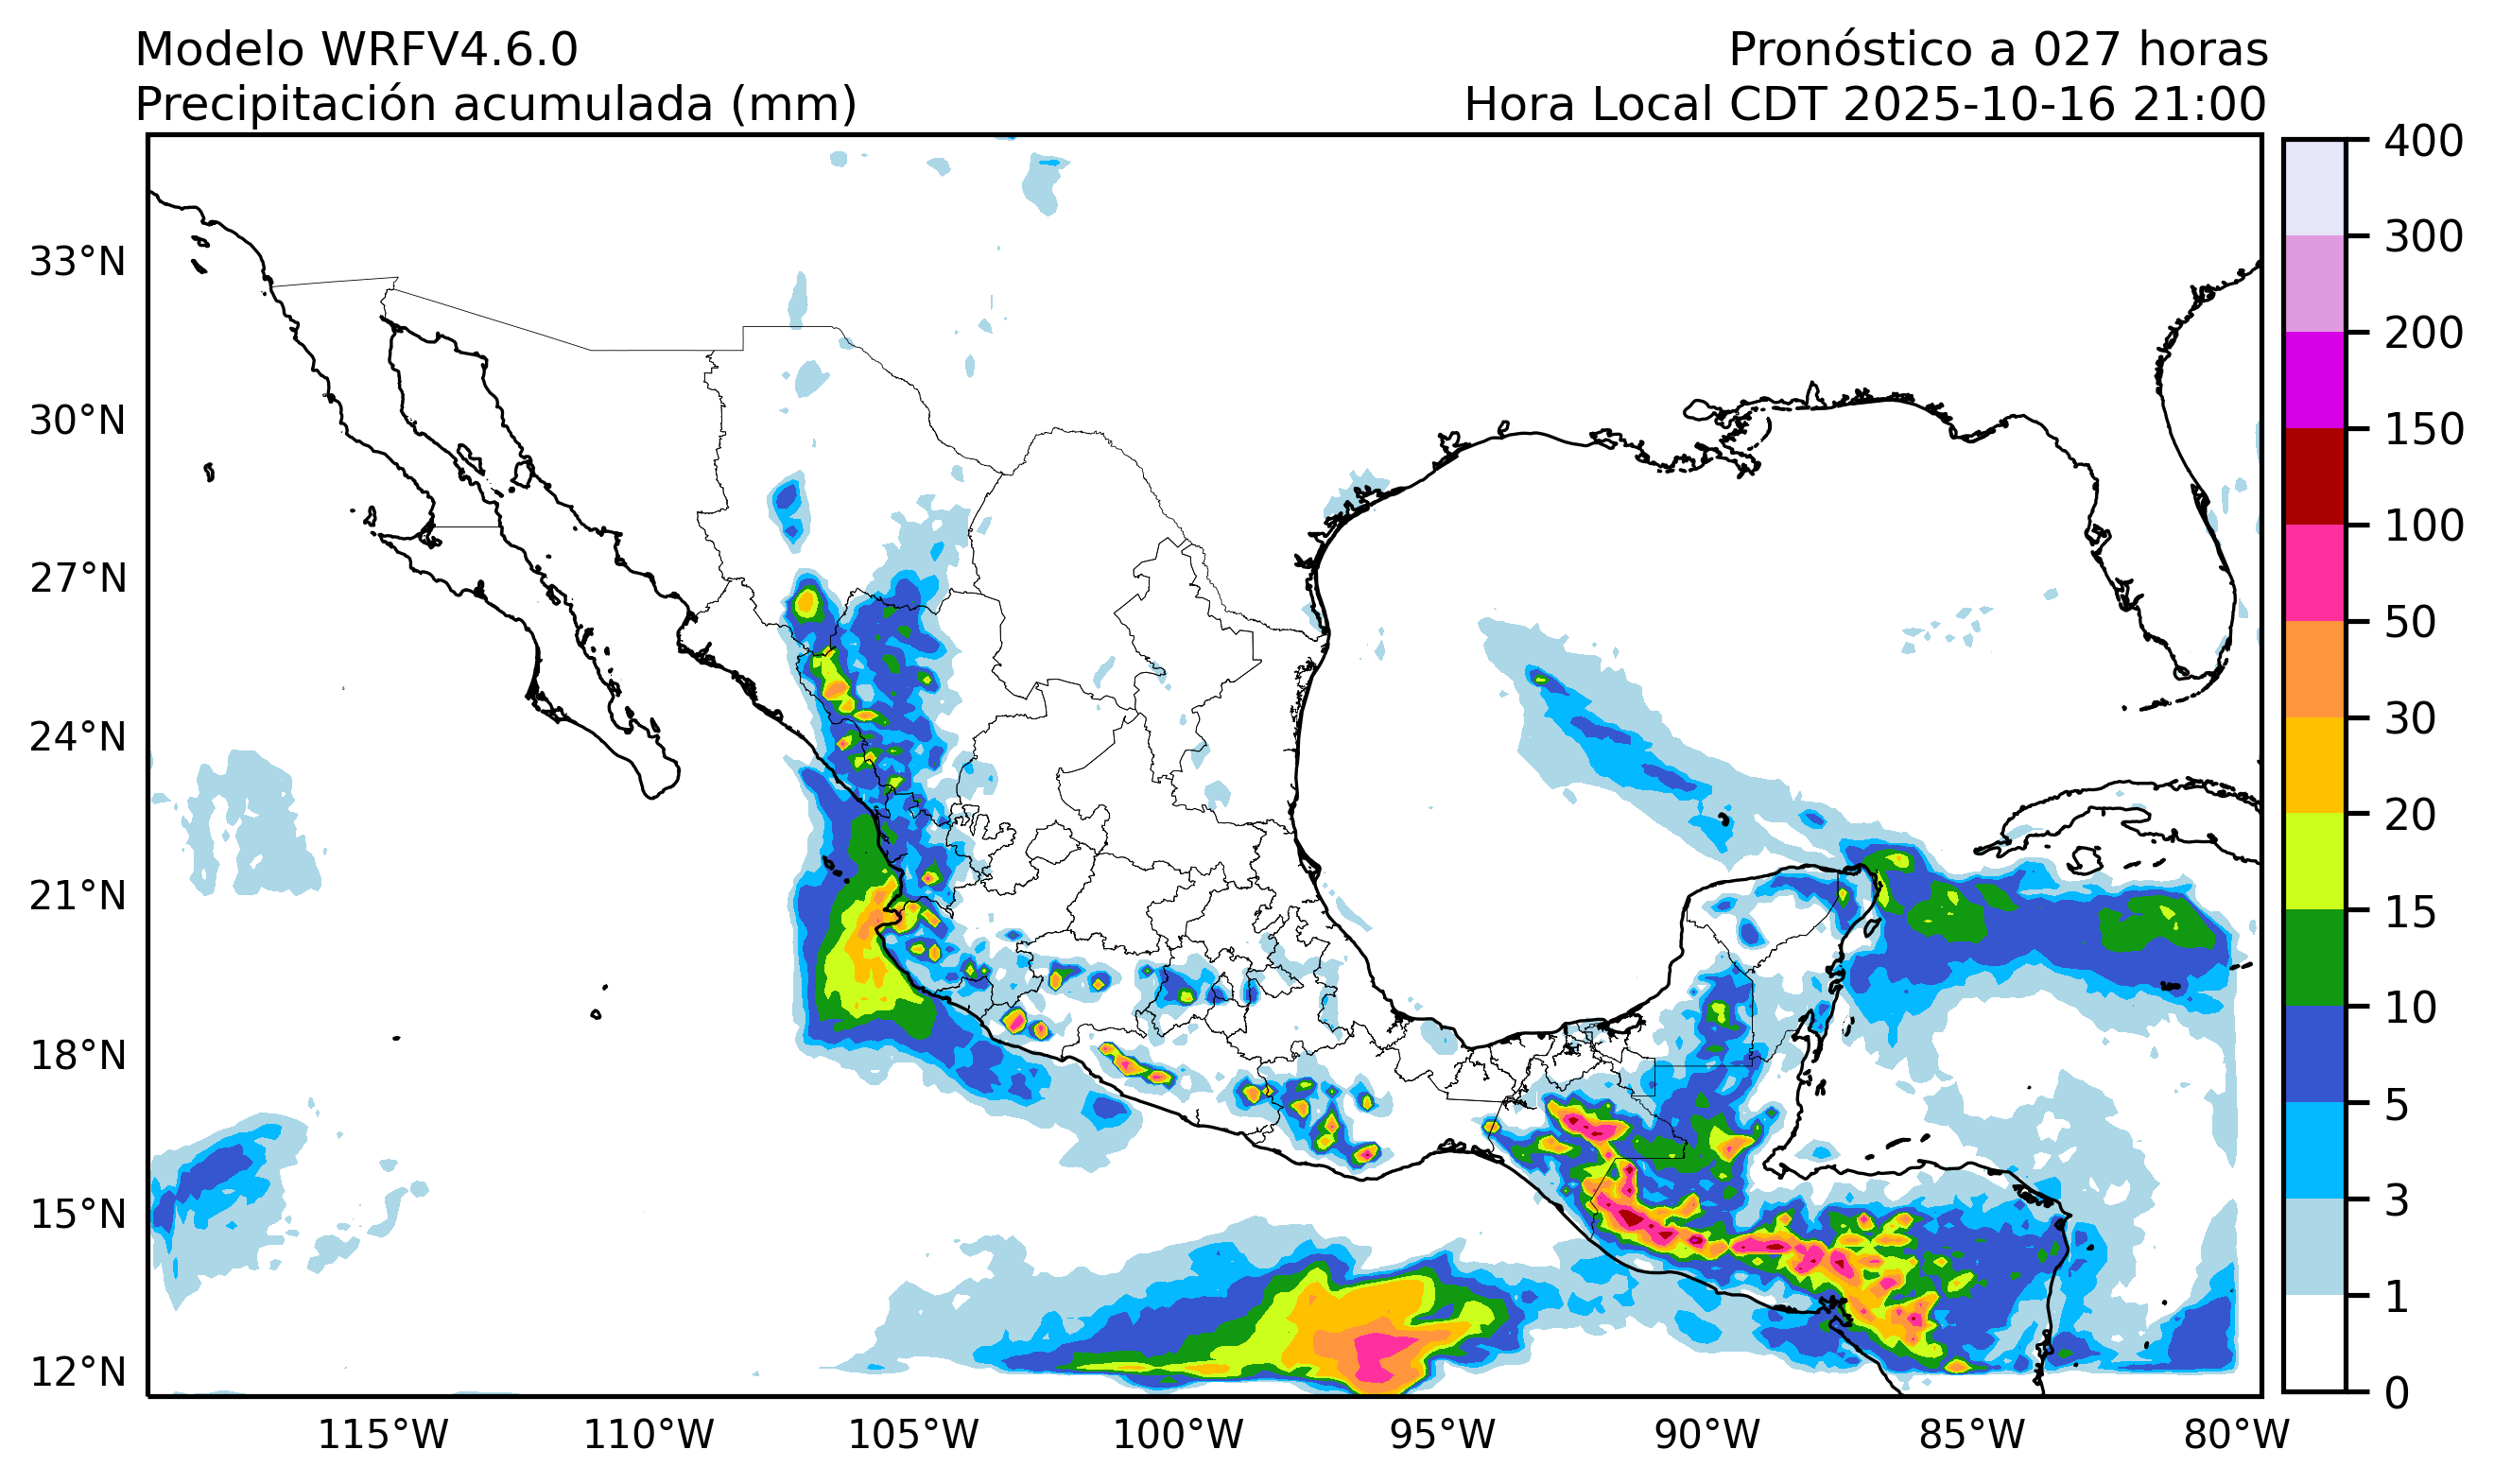 Modelo WRFV4.6.0
Pronóstico a 027 horas
Precipitación acumulada (mm)
Hora Local CDT 2025-10-16 21:00
33°N
30°N
27°N
24°N
21°N
18°N
15°N
12°N
115°W
110°W
105°W
100°W
95°W
90°W
85°W
80°W
400
300
200
150
100
50
30
20
15
10
5
3
1
0